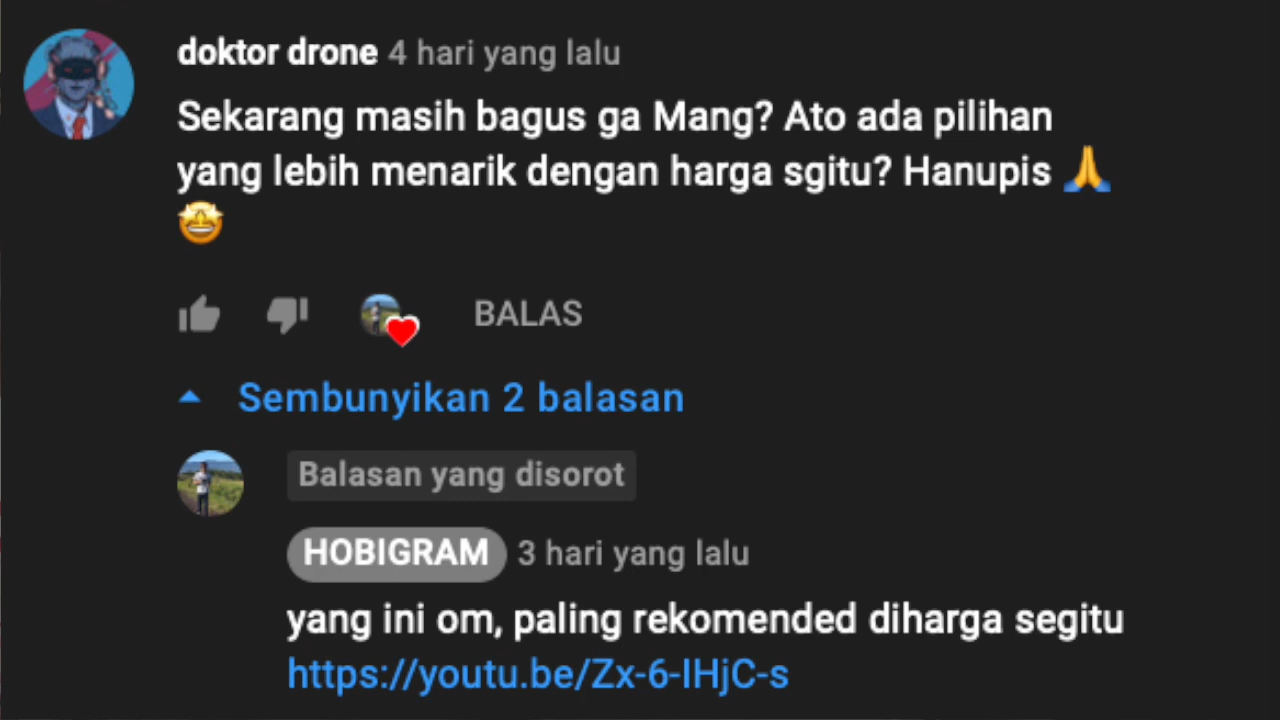 doktor drone 4 hari yang lalu
Sekarang masih bagus ga Mang? Ato ada pilihan
yang lebih menarik dengan harga sgitu? Hanupis 🙏
🤩
BALAS
Sembunyikan 2 balasan
Balasan yang disorot
HOBIGRAM 3 hari yang lalu
yang ini om, paling rekomended diharga segitu
https://youtu.be/Zx-6-IHjC-s